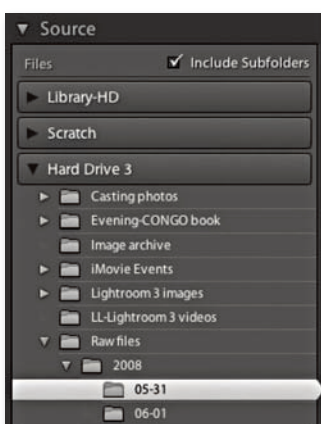 Source
Files Include Subfolders
Library-HD
Scratch
Hard Drive 3
Casting photos
Evening-CONGO book
Image archive
iMovie Events
Lightroom 3 images
LL-Lightroom 3 videos
Raw files
2008
05-31
06-01